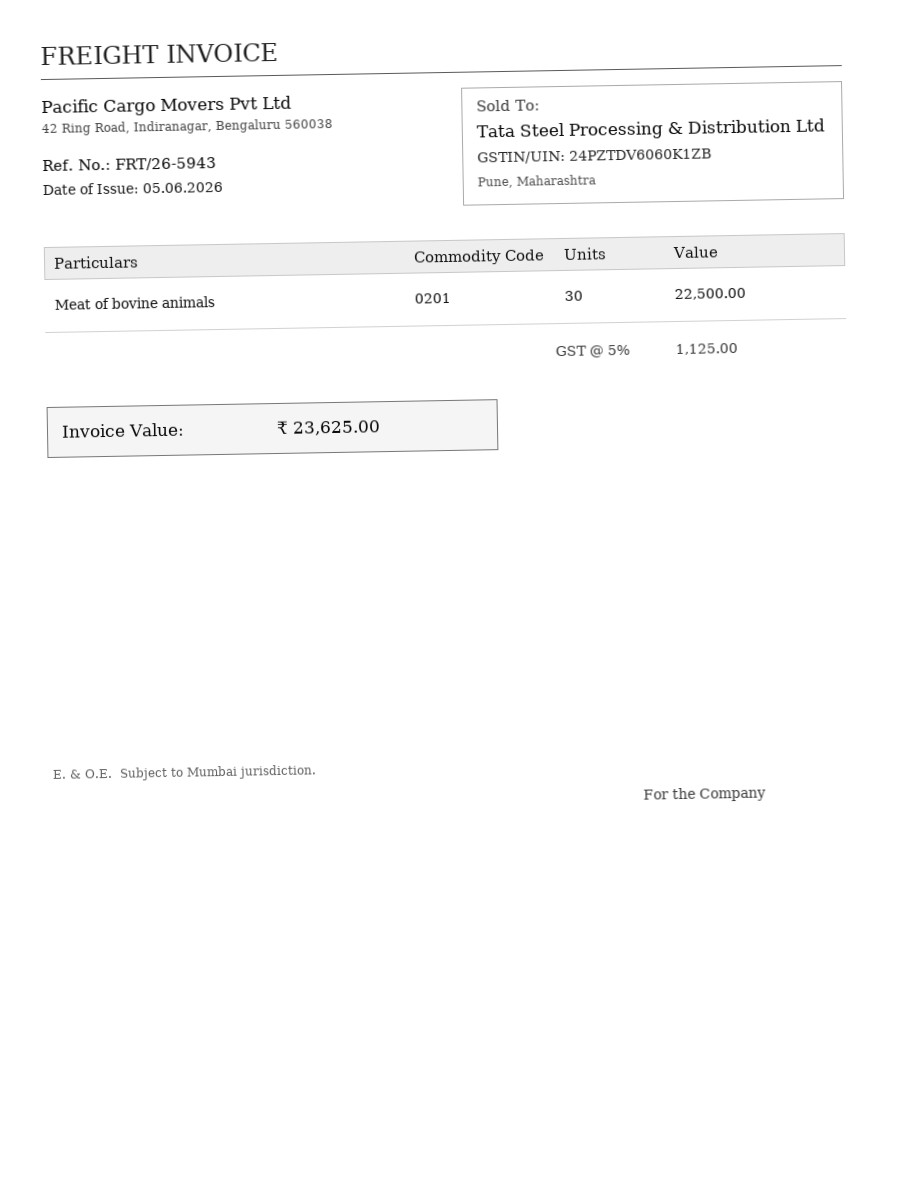 FREIGHT INVOICE
Pacific Cargo Movers Pvt Ltd
42 Ring Road, Indiranagar, Bengaluru 560038
Ref. No.: FRT/26-5943
Date of Issue: 05.06.2026
Sold To:
Tata Steel Processing & Distribution Ltd
GSTIN/UIN: 24PZTDV6060K1ZB
Pune, Maharashtra
Particulars Commodity Code Units Value
Meat of bovine animals 0201 30 22,500.00
GST @ 5% 1,125.00
Invoice Value: ₹ 23,625.00
E. & O.E. Subject to Mumbai jurisdiction.
For the Company